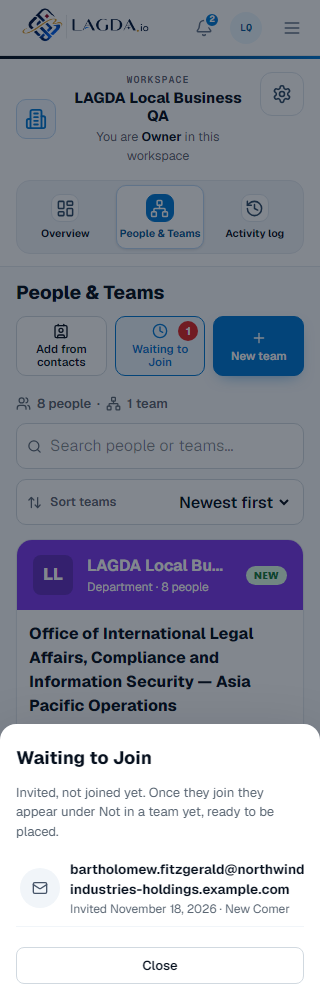 LAGDA.io
2
LQ
WORKSPACE
LAGDA Local Business
QA
You are Owner in this
workspace
Overview
People & Teams
Activity log
People & Teams
Add from
contacts
Waiting to
Join
1
New team
8 people · 1 team
Search people or teams...
Sort teams
Newest first
LL
LAGDA Local Bu...
Department · 8 people
NEW
Office of International Legal
Affairs, Compliance and
Information Security — Asia
Pacific Operations
Waiting to Join
Invited, not joined yet. Once they join they
appear under Not in a team yet, ready to be
placed.
bartholomew.fitzgerald@northwind
industries-holdings.example.com
Invited November 18, 2026 · New Comer
Close